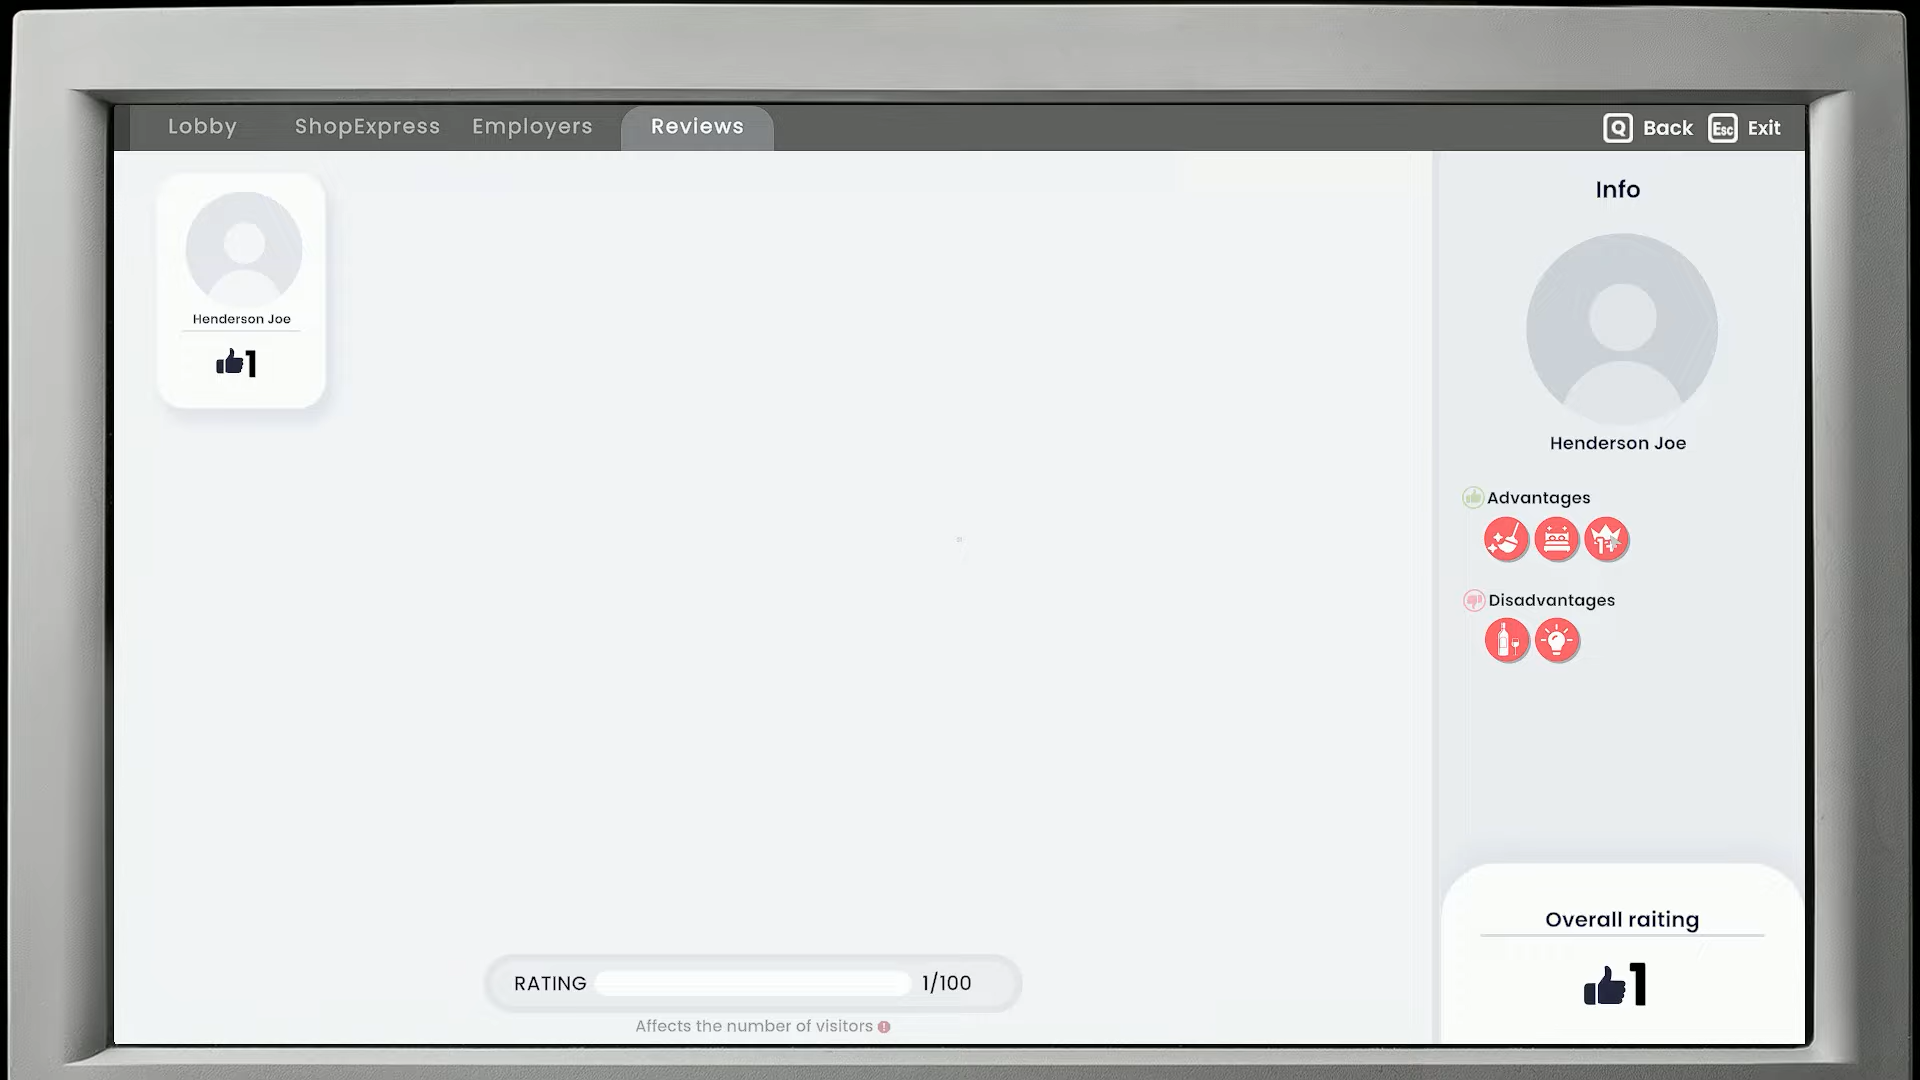 Lobby
ShopExpress
Employers
Reviews
Q Back
Esc Exit
Henderson Joe
1
Info
Henderson Joe
Advantages
1+
Disadvantages
Overall raiting
1
RATING 1/100
Affects the number of visitors !